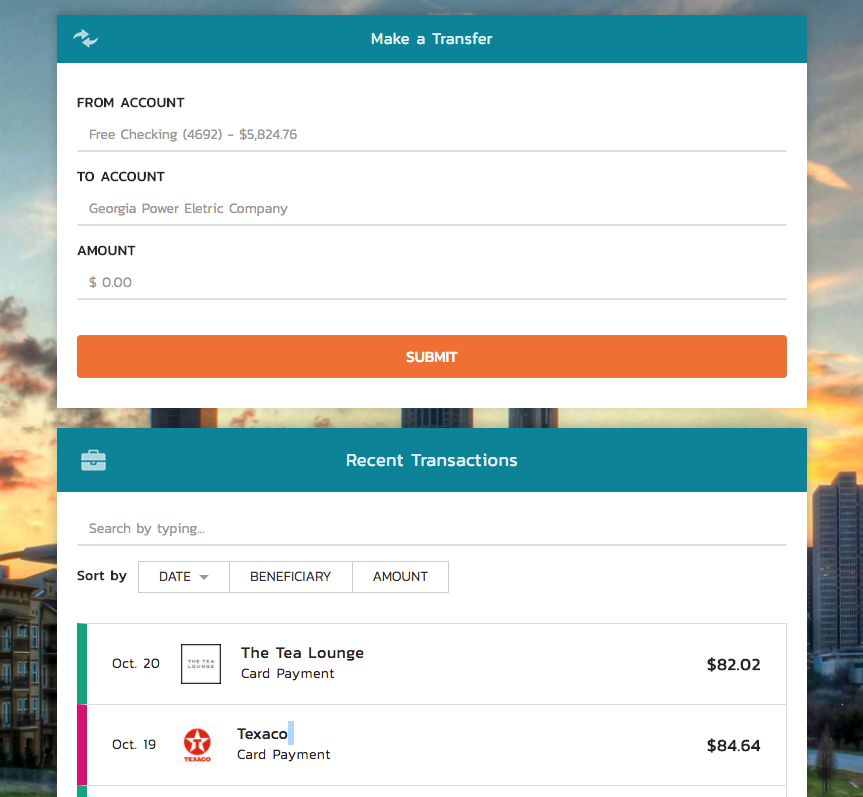 Make a Transfer
FROM ACCOUNT
Free Checking (4692) - $5,824.76
TO ACCOUNT
Georgia Power Eletric Company
AMOUNT
$ 0.00
SUBMIT
Recent Transactions
Search by typing...
Sort by DATE BENEFICIARY AMOUNT
Oct. 20 THE TEA LOUNGE The Tea Lounge $82.02
Card Payment
Oct. 19 TEXACO Texaco $84.64
Card Payment